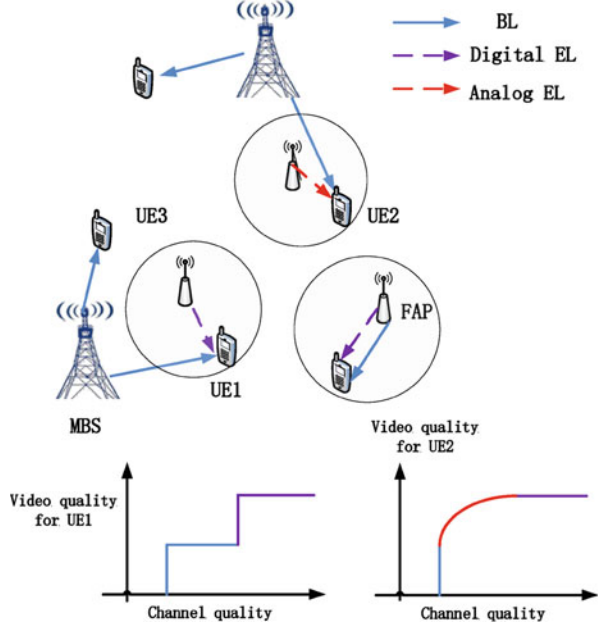 BL
Digital EL
Analog EL
UE3
UE2
FAP
UE1
MBS
Video quality
for UE2
Video quality
for UE1
Channel quality
Channel quality